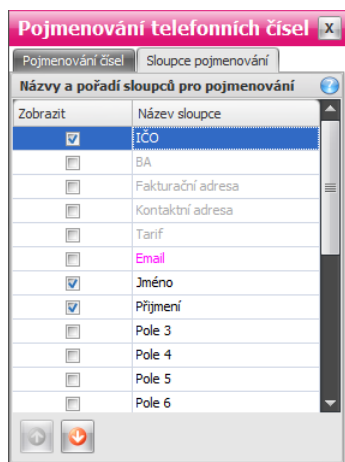 Pojmenování telefonních čísel x
Pojmenování čísel Sloupce pojmenování
Názvy a pořadí sloupců pro pojmenování ?
Zobrazit Název sloupce
IČO
BA
Fakturační adresa
Kontaktní adresa
Tarif
Email
Jméno
Přijmení
Pole 3
Pole 4
Pole 5
Pole 6